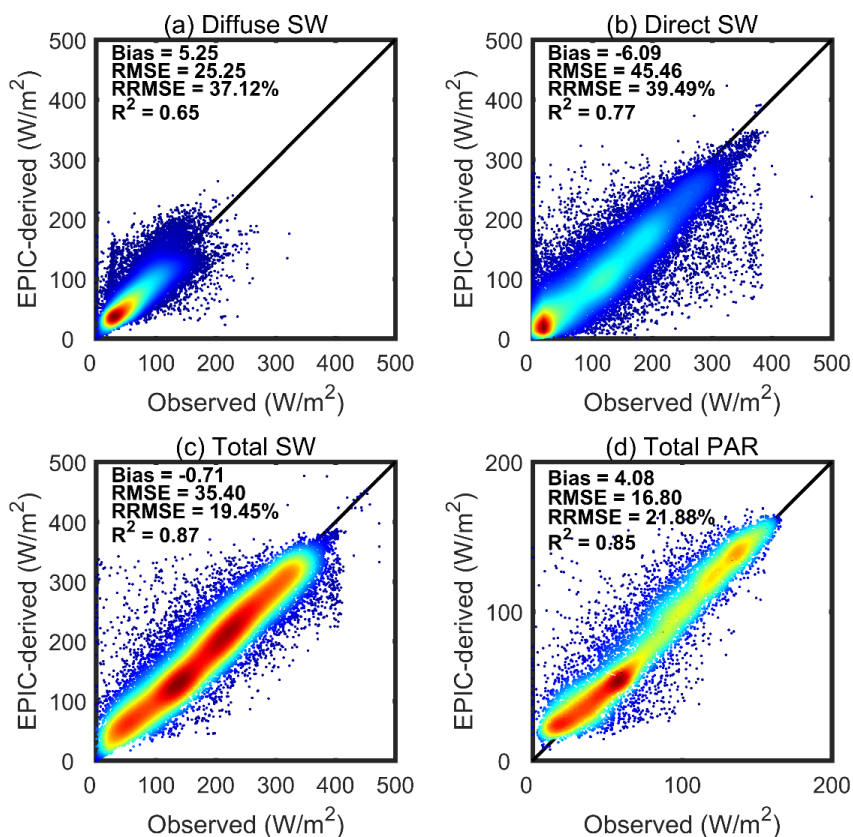 (a) Diffuse SW
Bias = 5.25
RMSE = 25.25
RRMSE = 37.12%
R² = 0.65
500
400
300
200
100
0
EPIC-derived (W/m²)
0 100 200 300 400 500
Observed (W/m²)
(b) Direct SW
Bias = -6.09
RMSE = 45.46
RRMSE = 39.49%
R² = 0.77
500
400
300
200
100
0
EPIC-derived (W/m²)
0 100 200 300 400 500
Observed (W/m²)
(c) Total SW
Bias = -0.71
RMSE = 35.40
RRMSE = 19.45%
R² = 0.87
500
400
300
200
100
0
EPIC-derived (W/m²)
0 100 200 300 400 500
Observed (W/m²)
(d) Total PAR
Bias = 4.08
RMSE = 16.80
RRMSE = 21.88%
R² = 0.85
200
100
0
EPIC-derived (W/m²)
0 100 200
Observed (W/m²)